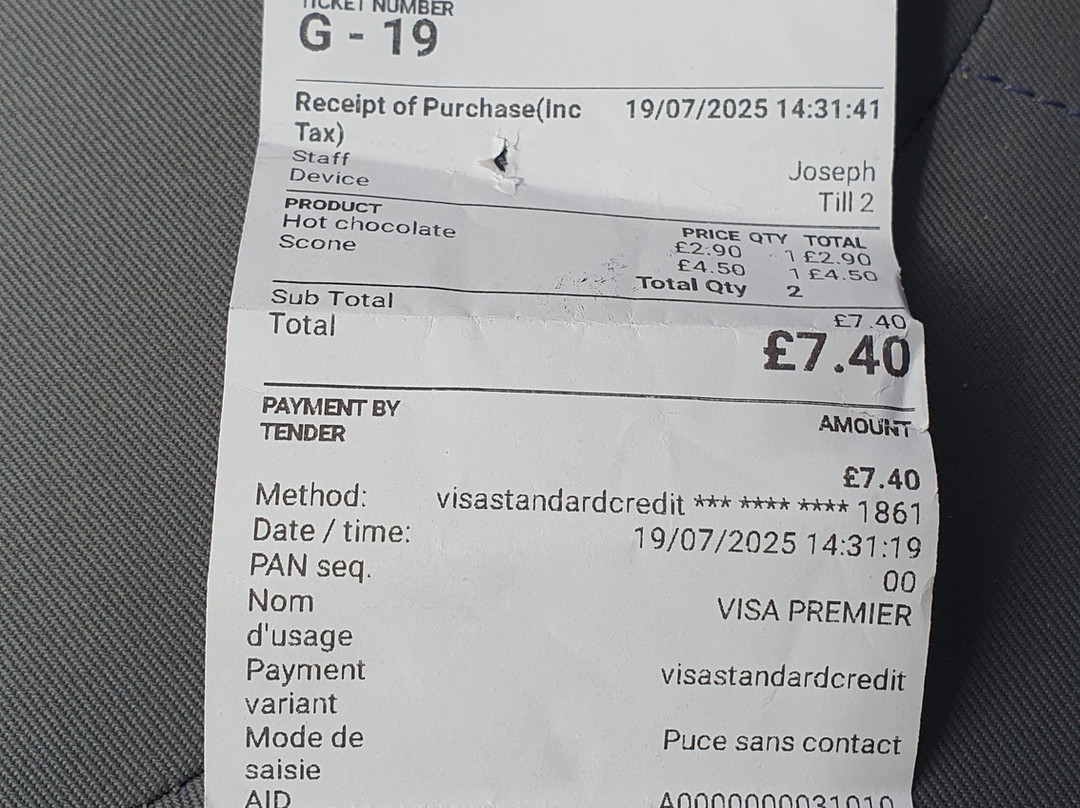 TICKET NUMBER
G - 19
Receipt of Purchase(Inc Tax) 19/07/2025 14:31:41
Staff Joseph
Device Till 2
PRODUCT PRICE QTY TOTAL
Hot chocolate £2.90 1 £2.90
Scone £4.50 1 £4.50
Total Qty 2
Sub Total £7.40
Total £7.40
PAYMENT BY TENDER AMOUNT
£7.40
Method: visastandardcredit *** **** **** 1861
Date / time: 19/07/2025 14:31:19
PAN seq. 00
Nom d'usage VISA PREMIER
Payment variant visastandardcredit
Mode de saisie Puce sans contact
AID A0000000031010